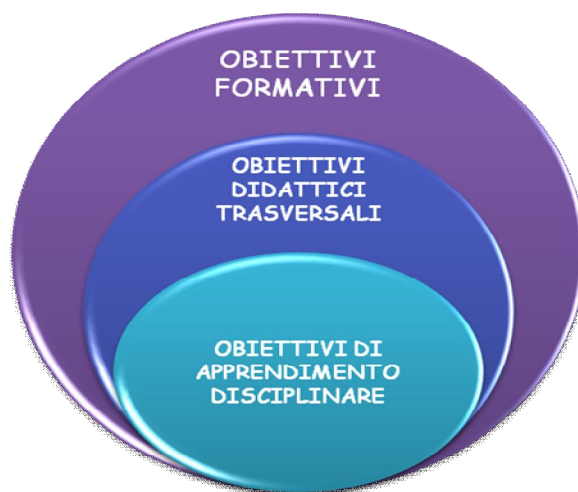 OBIETTIVI
FORMATIVI
OBIETTIVI
DIDATTICI
TRASVERSALI
OBIETTIVI DI
APPRENDIMENTO
DISCIPLINARE